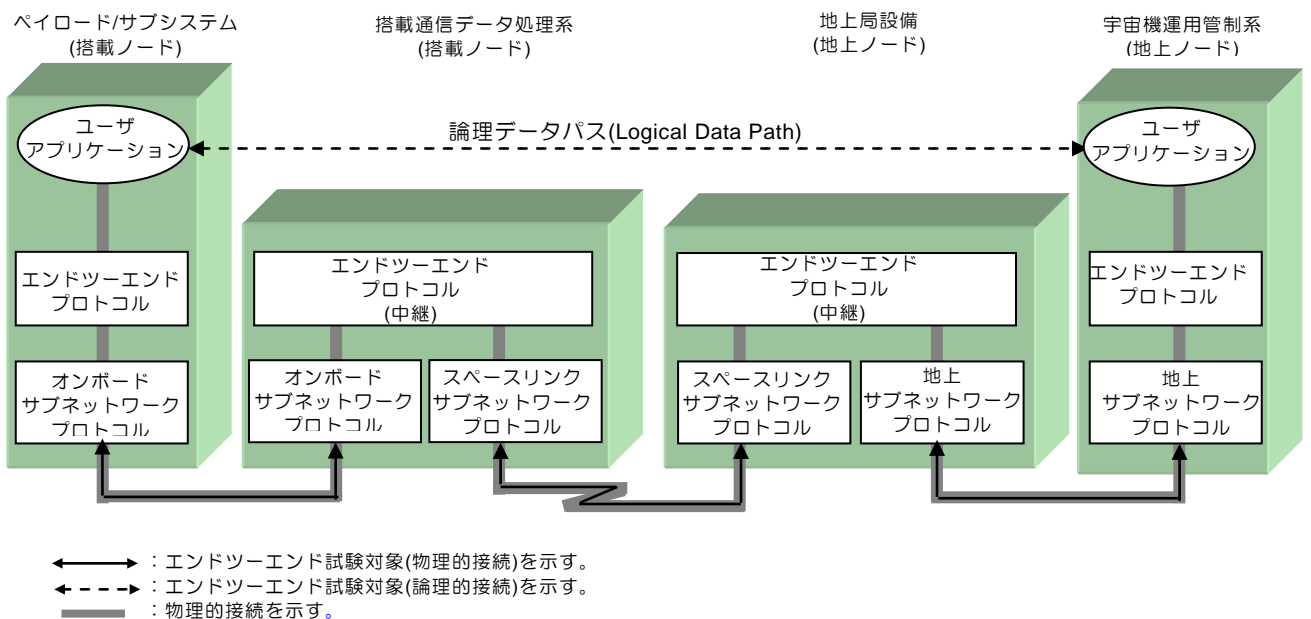 ペイロード/サブシステム
(搭載ノード)
搭載通信データ処理系
(搭載ノード)
地上局設備
(地上ノード)
宇宙機運用管制系
(地上ノード)
ユーザ
アプリケーション
論理データパス(Logical Data Path)
ユーザ
アプリケーション
エンドツーエンド
プロトコル
エンドツーエンド
プロトコル
(中継)
エンドツーエンド
プロトコル
(中継)
エンドツーエンド
プロトコル
オンボード
サブネットワーク
プロトコル
オンボード
サブネットワーク
プロトコル
スペースリンク
サブネットワーク
プロトコル
スペースリンク
サブネットワーク
プロトコル
地上
サブネットワーク
プロトコル
地上
サブネットワーク
プロトコル
：エンドツーエンド試験対象(物理的接続)を示す。
：エンドツーエンド試験対象(論理的接続)を示す。
：物理的接続を示す。